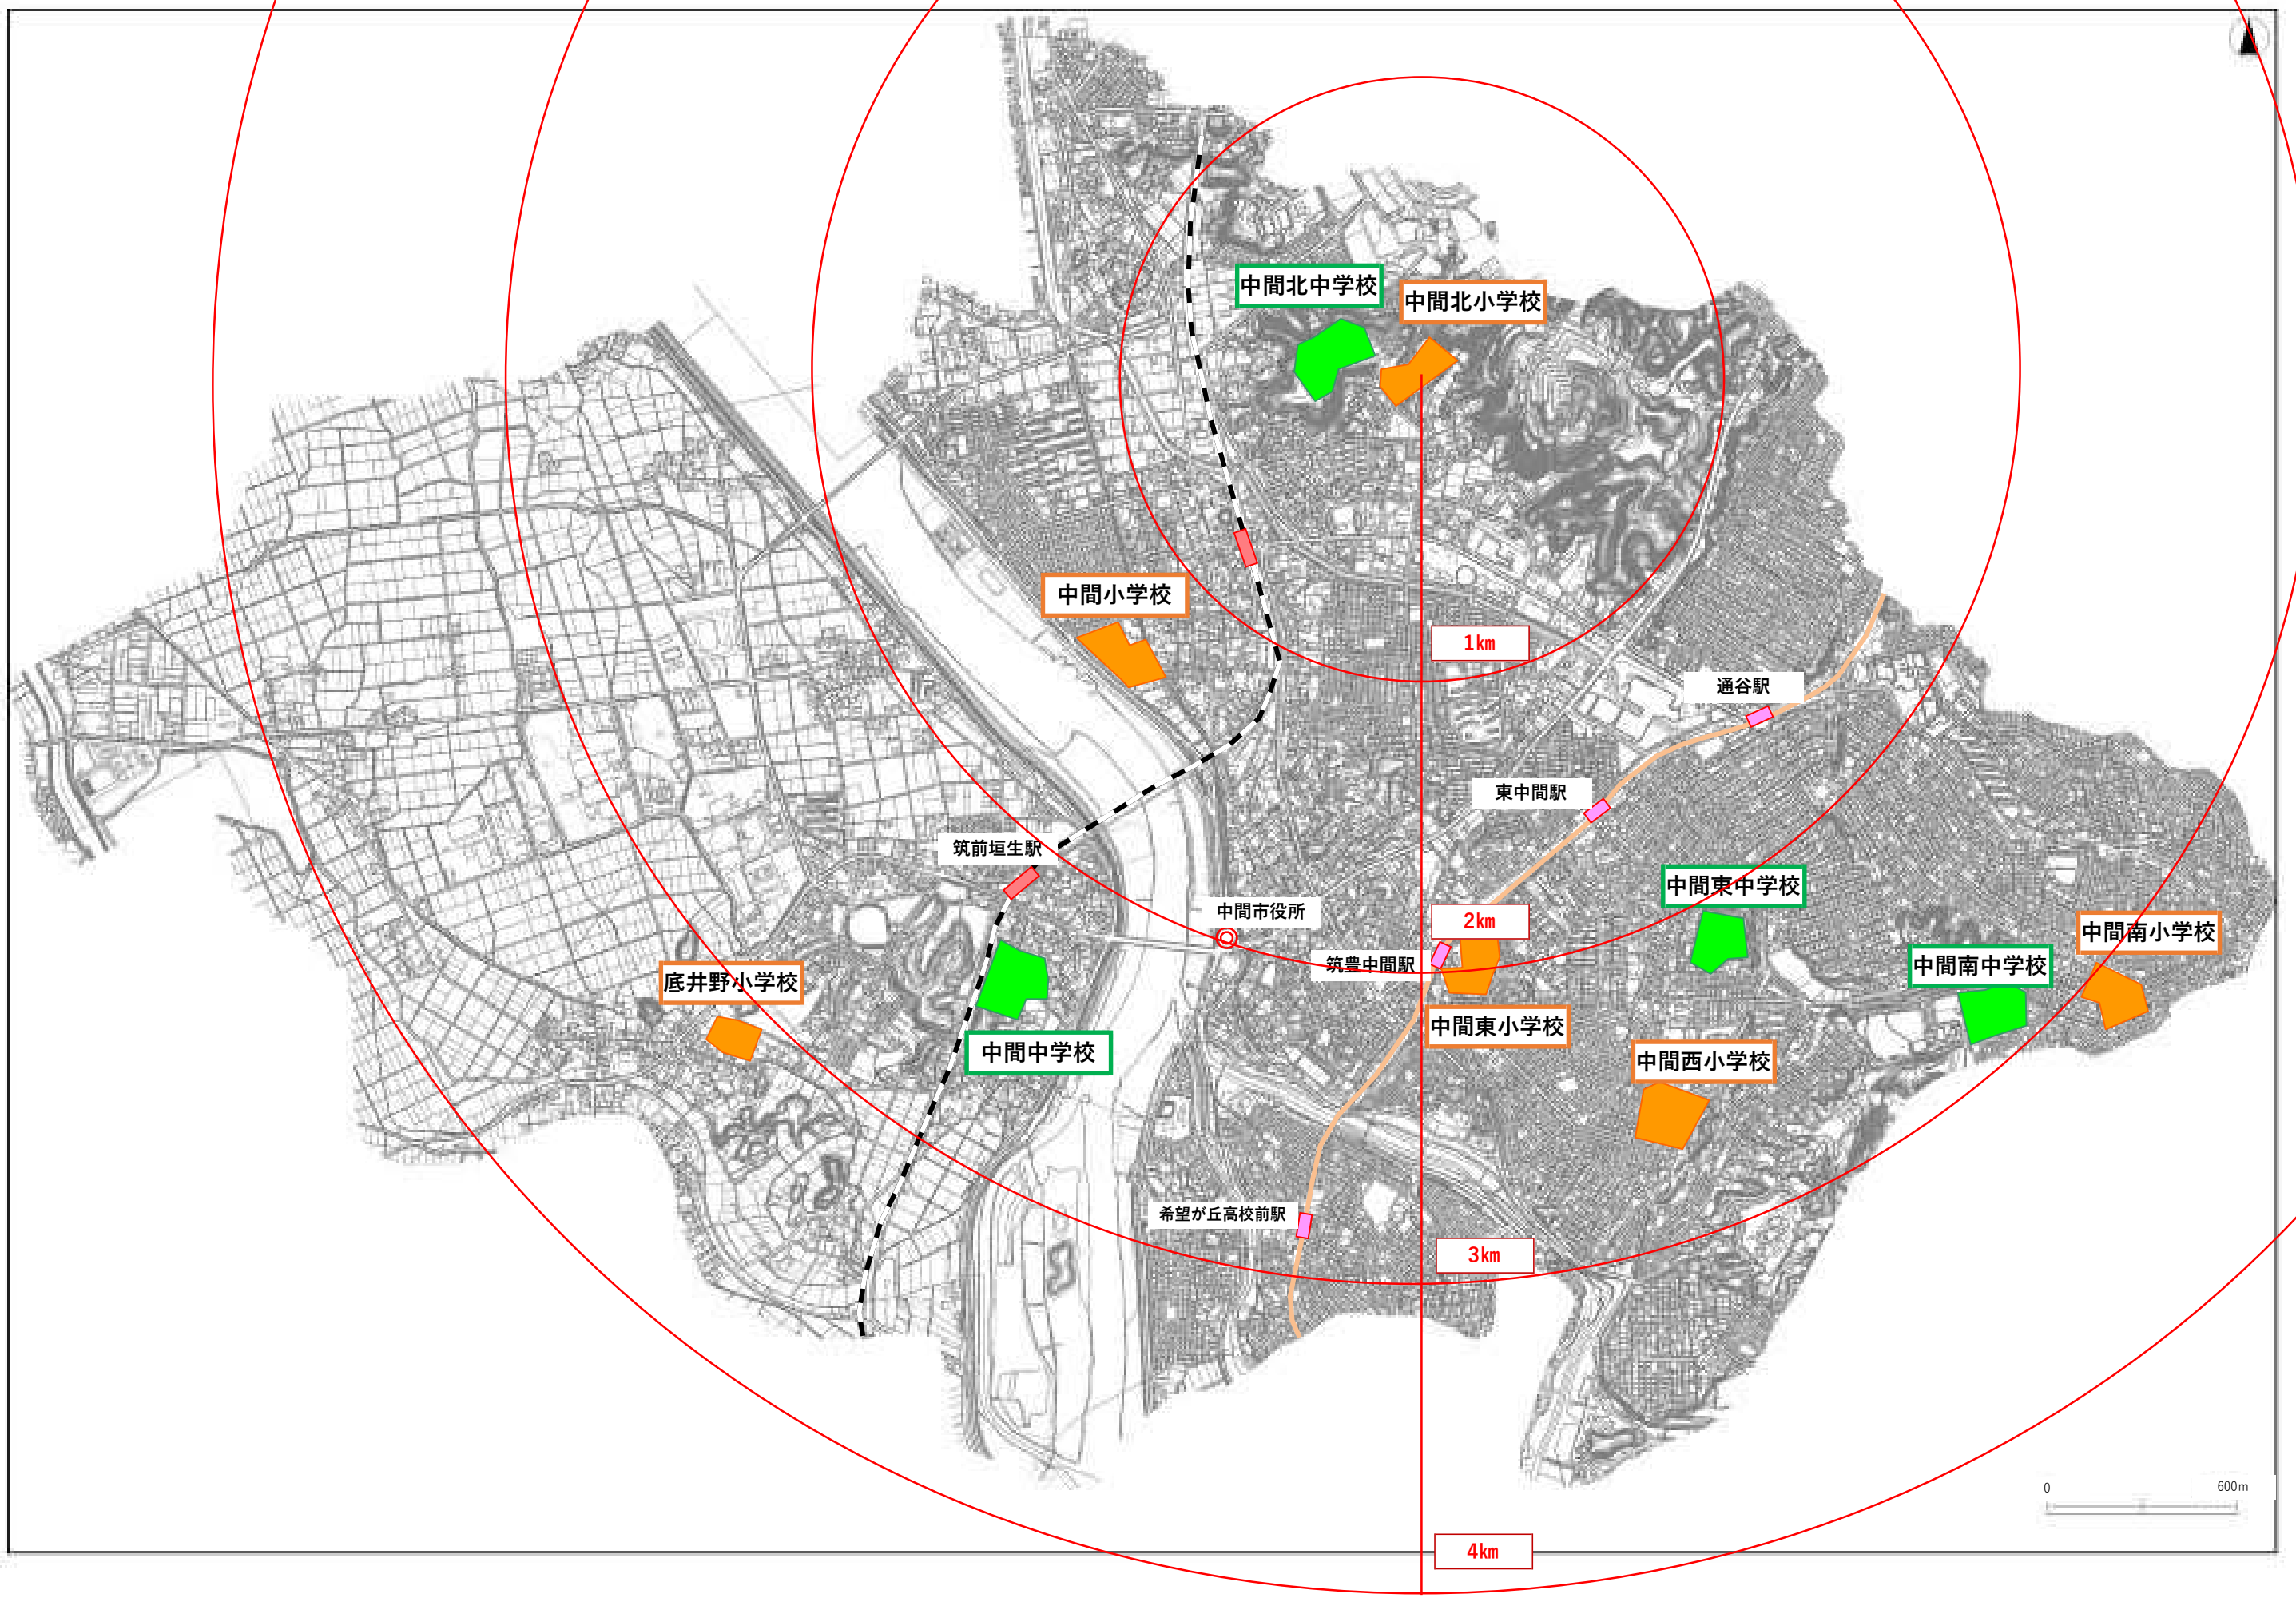 中間北中学校
中間北小学校
中間小学校
1㎞
通谷駅
東中間駅
筑前垣生駅
中間東中学校
中間市役所
2㎞
中間南小学校
筑豊中間駅
中間南中学校
底井野小学校
中間東小学校
中間中学校
中間西小学校
希望が丘高校前駅
3㎞
0
600m
4㎞